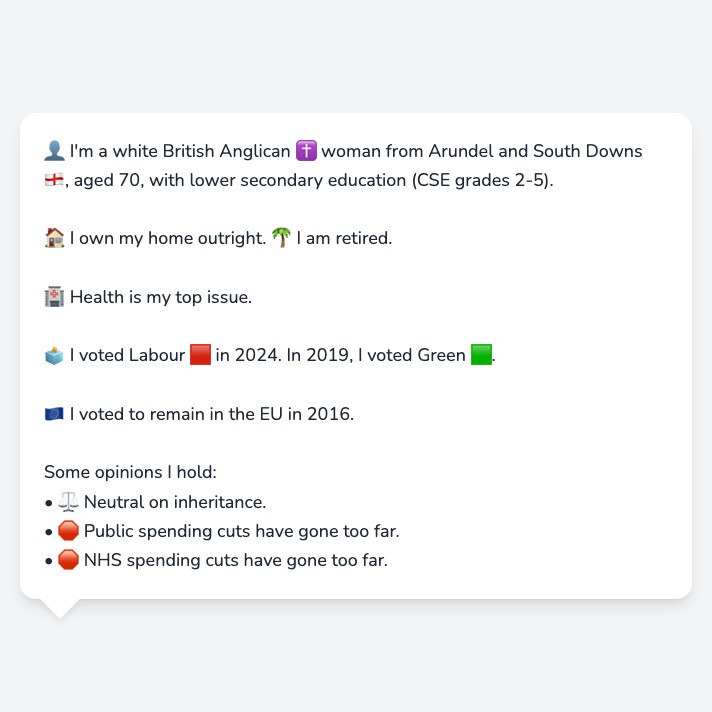 👤 I'm a white British Anglican ✝️ woman from Arundel and South Downs
🏴󠁧󠁢󠁥󠁮󠁧󠁿, aged 70, with lower secondary education (CSE grades 2-5).
🏠 I own my home outright. 🌴 I am retired.
🏥 Health is my top issue.
🗳️ I voted Labour 🟥 in 2024. In 2019, I voted Green 🟩.
🇪🇺 I voted to remain in the EU in 2016.
Some opinions I hold:
• ⚖️ Neutral on inheritance.
• 🛑 Public spending cuts have gone too far.
• 🛑 NHS spending cuts have gone too far.